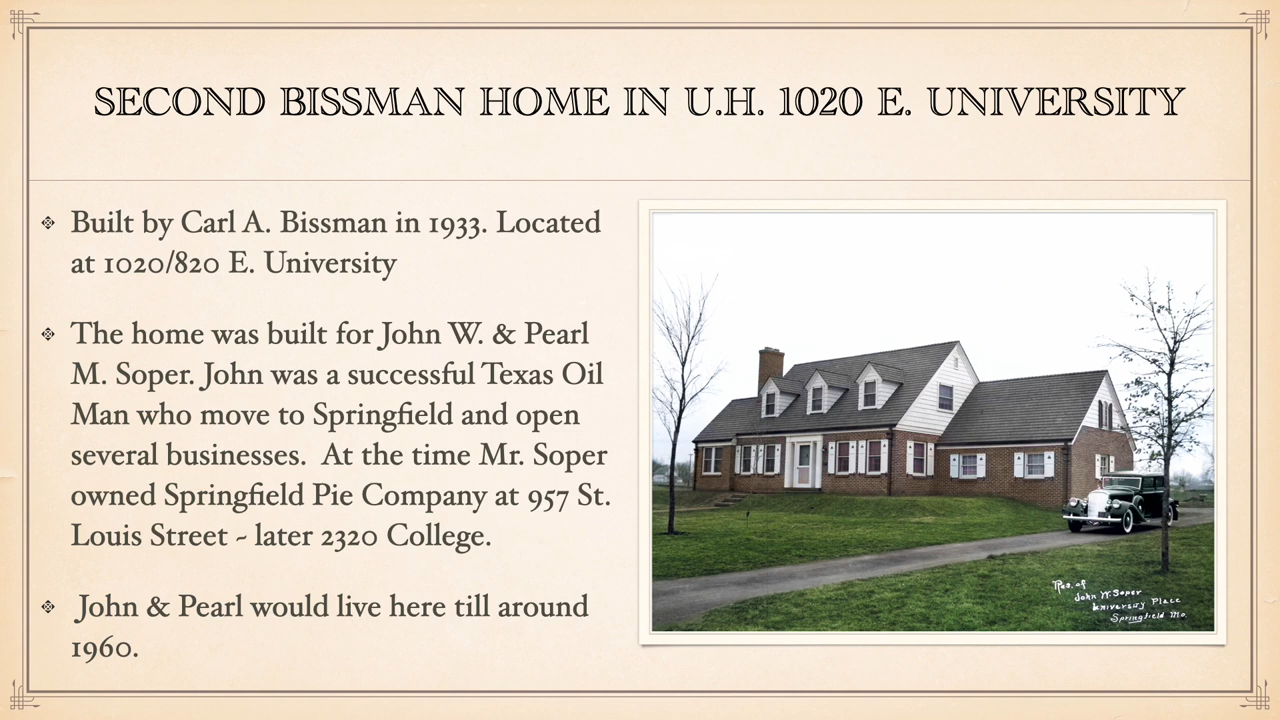 SECOND BISSMAN HOME IN U.H. 1020 E. UNIVERSITY
Built by Carl A. Bissman in 1933. Located
at 1020/820 E. University
The home was built for John W. & Pearl
M. Soper. John was a successful Texas Oil
Man who move to Springfield and open
several businesses.  At the time Mr. Soper
owned Springfield Pie Company at 957 St.
Louis Street ~ later 2320 College.
John & Pearl would live here till around
1960.
Res. of
John W. Soper
University Place
Springfield Mo.